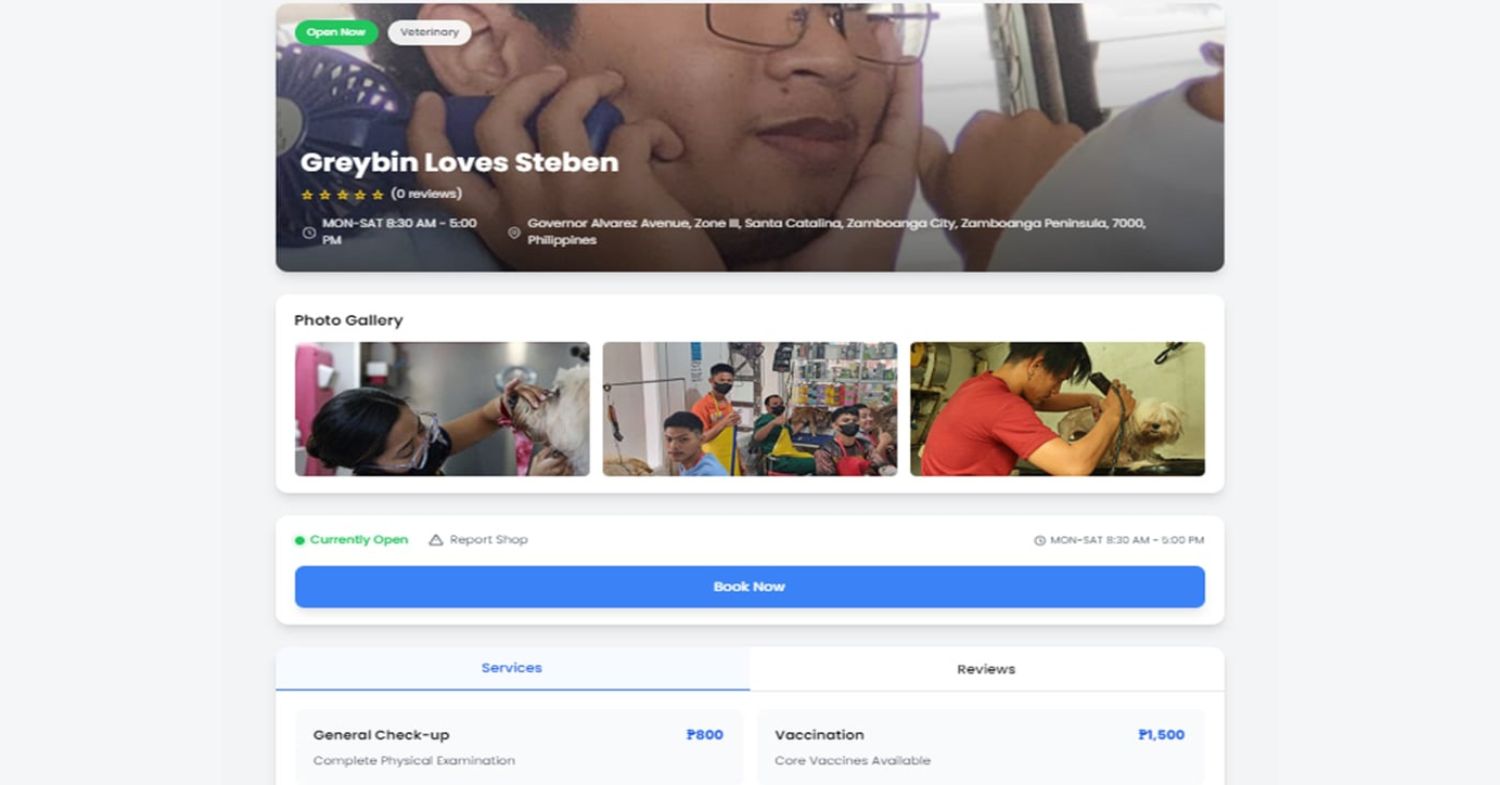 Open Now
Veterinary
Greybin Loves Steben
(0 reviews)
MON-SAT 8:30 AM - 5:00
PM
Governor Alvarez Avenue, Zone III, Santa Catalina, Zamboanga City, Zamboanga Peninsula, 7000,
Philippines
Photo Gallery
Currently Open
Report Shop
MON-SAT 8:30 AM - 5:00 PM
Book Now
Services
Reviews
General Check-up
₱800
Complete Physical Examination
Vaccination
₱1,500
Core Vaccines Available